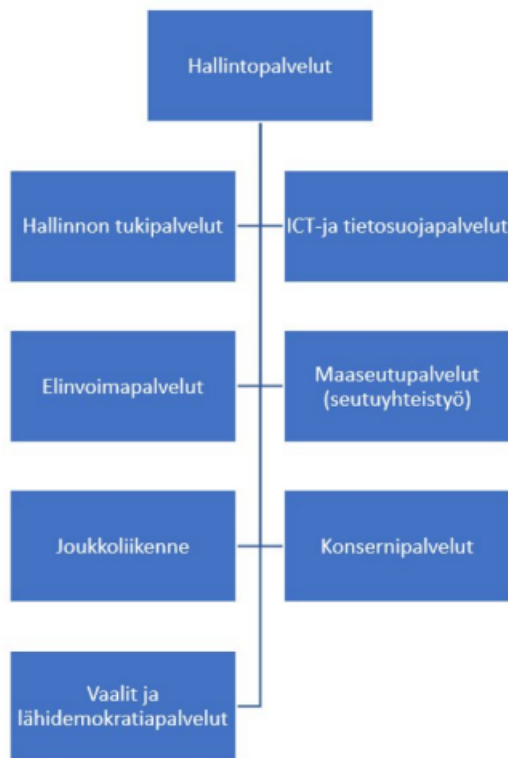 Hallintopalvelut
Hallinnon tukipalvelut
ICT-ja tietosuojapalvelut
Elinvoimapalvelut
Maaseutupalvelut
(seutuyhteistyö)
Joukkoliikenne
Konsernipalvelut
Vaalit ja
lähidemokratiapalvelut